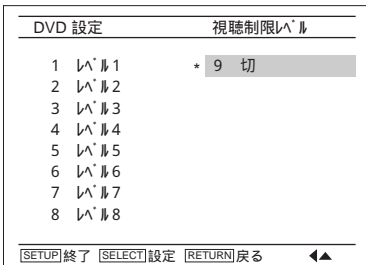 DVD 設定 視聴制限ﾚﾍﾞﾙ
1 ﾚﾍﾞﾙ1 * 9 切
2 ﾚﾍﾞﾙ2
3 ﾚﾍﾞﾙ3
4 ﾚﾍﾞﾙ4
5 ﾚﾍﾞﾙ5
6 ﾚﾍﾞﾙ6
7 ﾚﾍﾞﾙ7
8 ﾚﾍﾞﾙ8
SETUP 終了 SELECT 設定 RETURN 戻る ◀▲